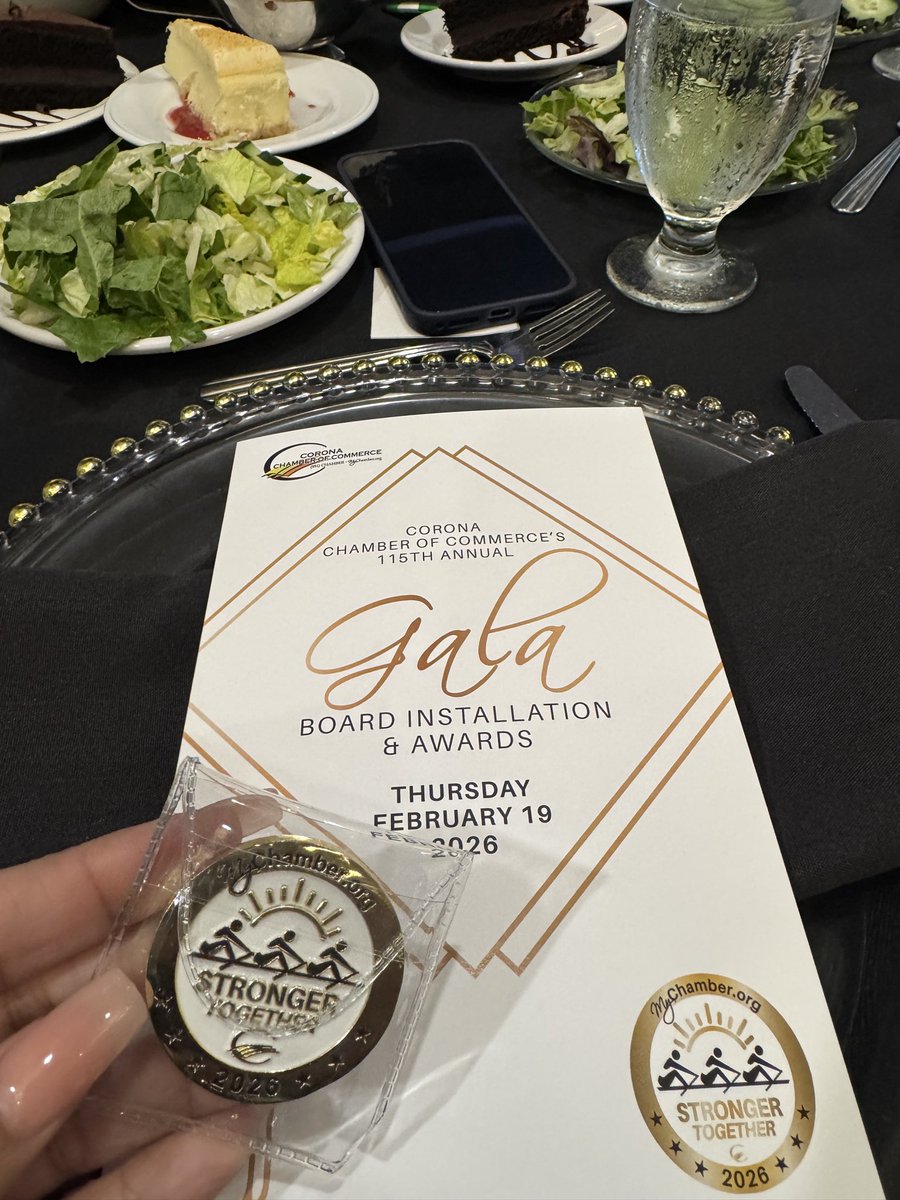 CORONA
CHAMBER OF COMMERCE
MyChamber.org
CORONA
CHAMBER OF COMMERCE'S
115TH ANNUAL
Gala
BOARD INSTALLATION
& AWARDS
THURSDAY
FEBRUARY 19
2026
MyChamber.org
STRONGER
TOGETHER
2026
MyChamber.org
STRONGER
TOGETHER
2026